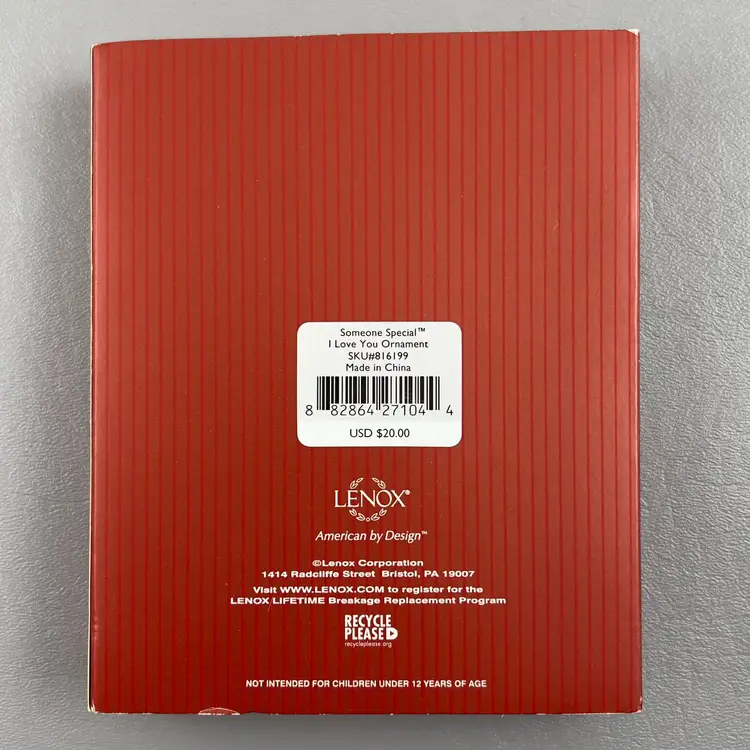 Someone Special™
I Love You Ornament
SKU#816199
Made in China
8 82864 27104 4
USD $20.00
LENOX®
American by Design™
©Lenox Corporation
1414 Radcliffe Street Bristol, PA 19007
Visit WWW.LENOX.COM to register for the
LENOX LIFETIME Breakage Replacement Program
RECYCLE
PLEASE
recycleplease.org
NOT INTENDED FOR CHILDREN UNDER 12 YEARS OF AGE